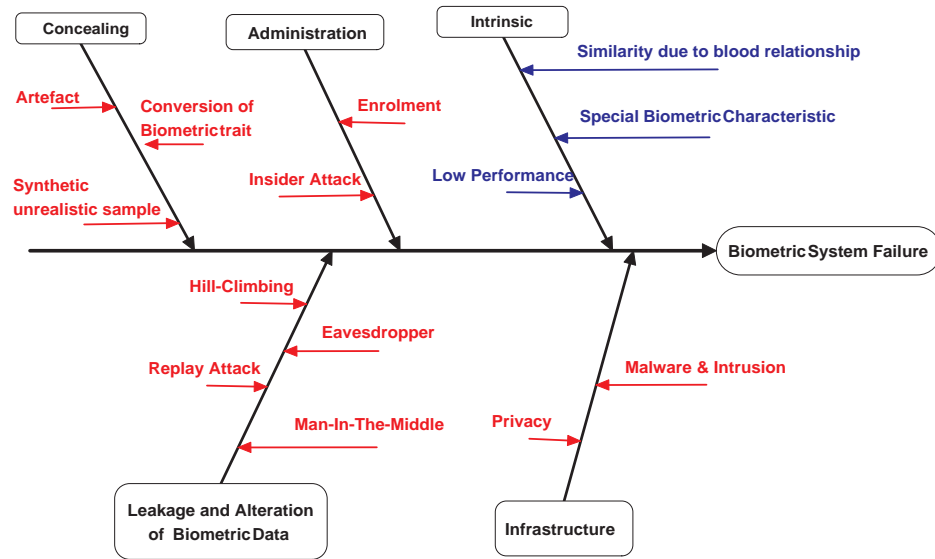 Concealing
Administration
Intrinsic
Similarity due to blood relationship
Artefact
Conversion of
Biometric trait
Enrolment
Special Biometric Characteristic
Synthetic
unrealistic sample
Insider Attack
Low Performance
Biometric System Failure
Hill-Climbing
Eavesdropper
Replay Attack
Malware & Intrusion
Man-In-The-Middle
Privacy
Leakage and Alteration
of Biometric Data
Infrastructure